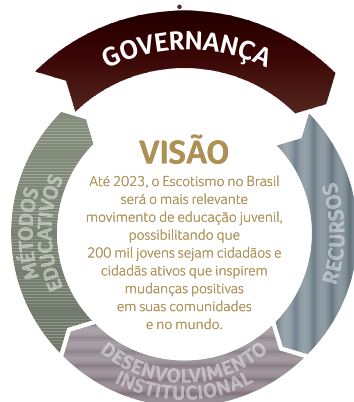 GOVERNANÇA
VISÃO
Até 2023, o Escotismo no Brasil
será o mais relevante
movimento de educação juvenil,
possibilitando que
200 mil jovens sejam cidadãos e
cidadãs ativos que inspirem
mudanças positivas
em suas comunidades
e no mundo.
MÉTODOS
EDUCATIVOS
RECURSOS
DESENVOLVIMENTO
INSTITUCIONAL